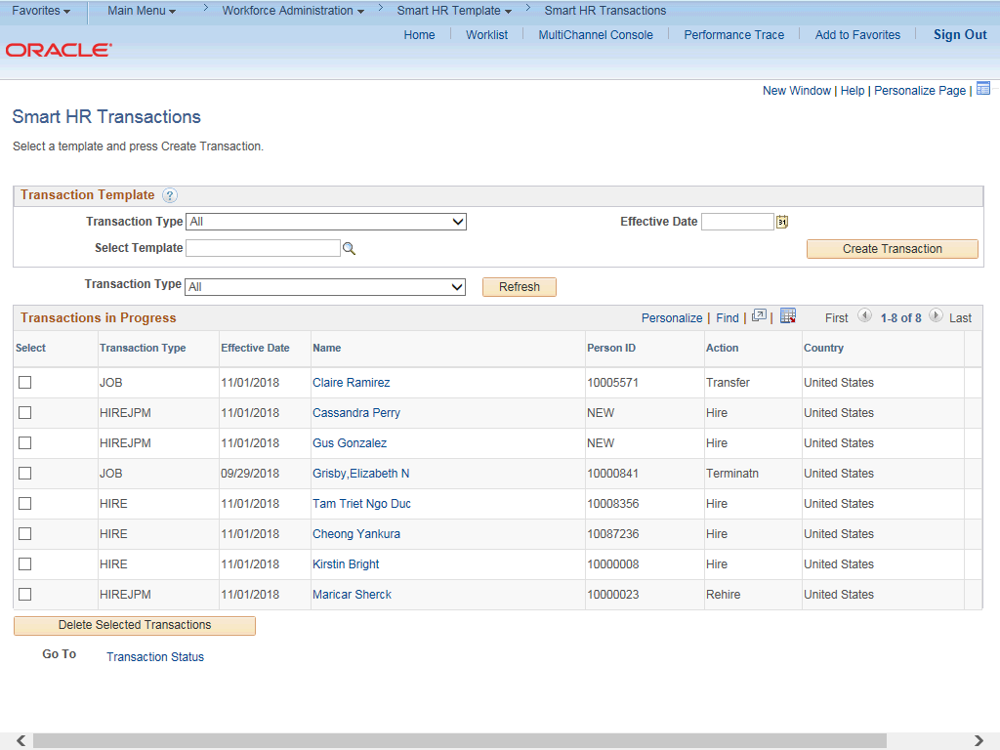 Favorites Main Menu Workforce Administration Smart HR Template Smart HR Transactions
Home Worklist MultiChannel Console Performance Trace Add to Favorites Sign Out
ORACLE
New Window | Help | Personalize Page |
Smart HR Transactions
Select a template and press Create Transaction.
Transaction Template ?
Transaction Type All Effective Date 31
Select Template Create Transaction
Transaction Type All Refresh
Transactions in Progress Personalize | Find | | First 1-8 of 8 Last
Select Transaction Type Effective Date Name Person ID Action Country
JOB 11/01/2018 Claire Ramirez 10005571 Transfer United States
HIREJPM 11/01/2018 Cassandra Perry NEW Hire United States
HIREJPM 11/01/2018 Gus Gonzalez NEW Hire United States
JOB 09/29/2018 Grisby,Elizabeth N 10000841 Terminatn United States
HIRE 11/01/2018 Tam Triet Ngo Duc 10008356 Hire United States
HIRE 11/01/2018 Cheong Yankura 10087236 Hire United States
HIRE 11/01/2018 Kirstin Bright 10000008 Hire United States
HIREJPM 11/01/2018 Maricar Sherck 10000023 Rehire United States
Delete Selected Transactions
Go To Transaction Status